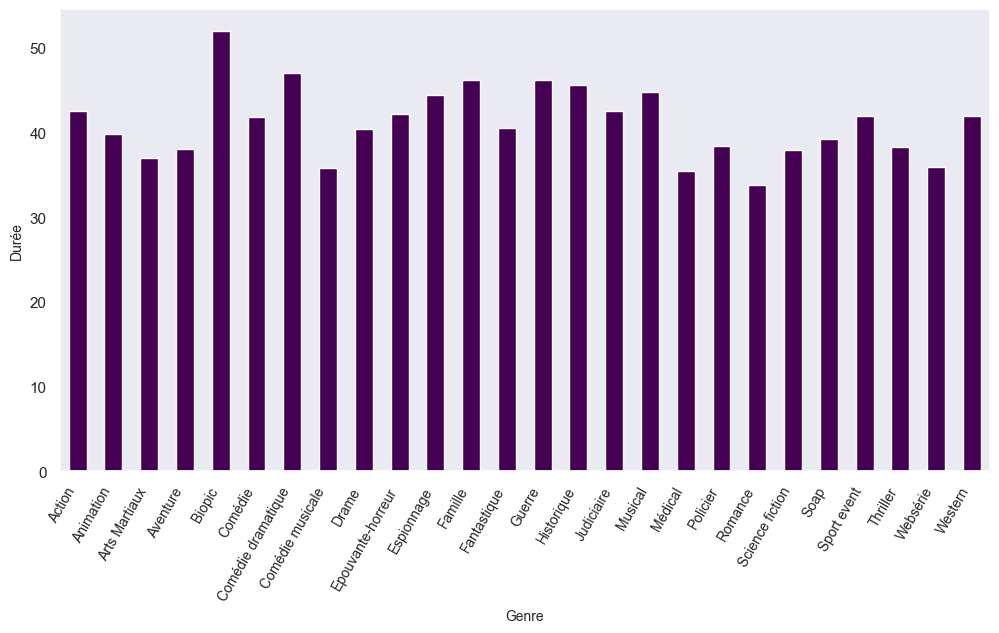 50
40
30
20
10
0
Durée
Action
Animation
Arts Martiaux
Aventure
Biopic
Comédie
Comédie dramatique
Comédie musicale
Drame
Epouvante-horreur
Espionnage
Famille
Fantastique
Guerre
Historique
Judiciaire
Musical
Médical
Policier
Romance
Science fiction
Soap
Sport event
Thriller
Websérie
Western
Genre